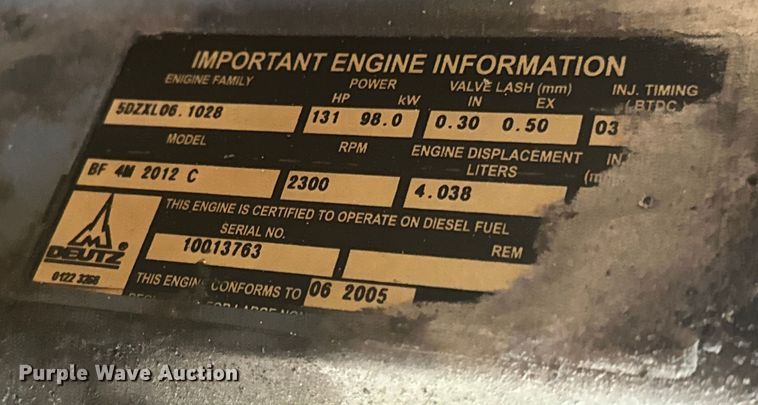 IMPORTANT ENGINE INFORMATION
ENIGINE FAMILY POWER VALVE LASH (mm) INJ. TIMING
HP kW IN EX (BTDC
5DZXL06.1028 131 98.0 0.30 0.50 03
MODEL RPM ENGINE DISPLACEMENT
LITERS
BF 4M 2012 C 2300 4.038
THIS ENGINE IS CERTIFIED TO OPERATE ON DIESEL FUEL
SERIAL NO. REM
10013763
DEUTZ®
0122 3268
THIS ENGINE CONFORMS TO 06 2005
Purple Wave Auction